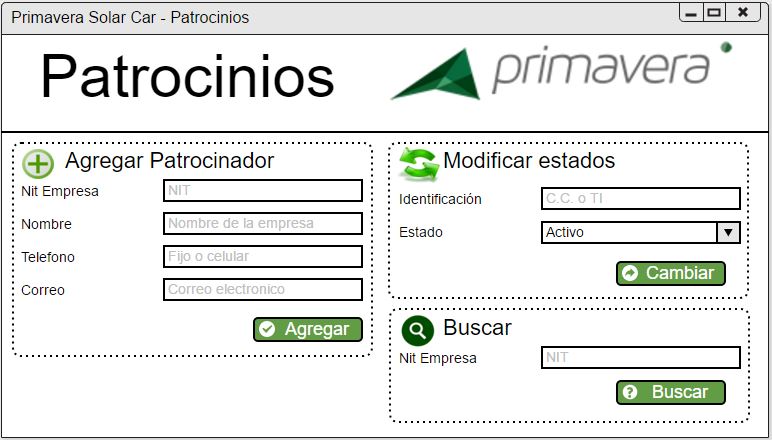 Primavera Solar Car - Patrocinios
Patrocinios
primavera
Agregar Patrocinador
Nit Empresa
NIT
Nombre
Nombre de la empresa
Telefono
Fijo o celular
Correo
Correo electronico
Agregar
Modificar estados
Identificación
C.C. o TI
Estado
Activo
Cambiar
Buscar
Nit Empresa
NIT
Buscar